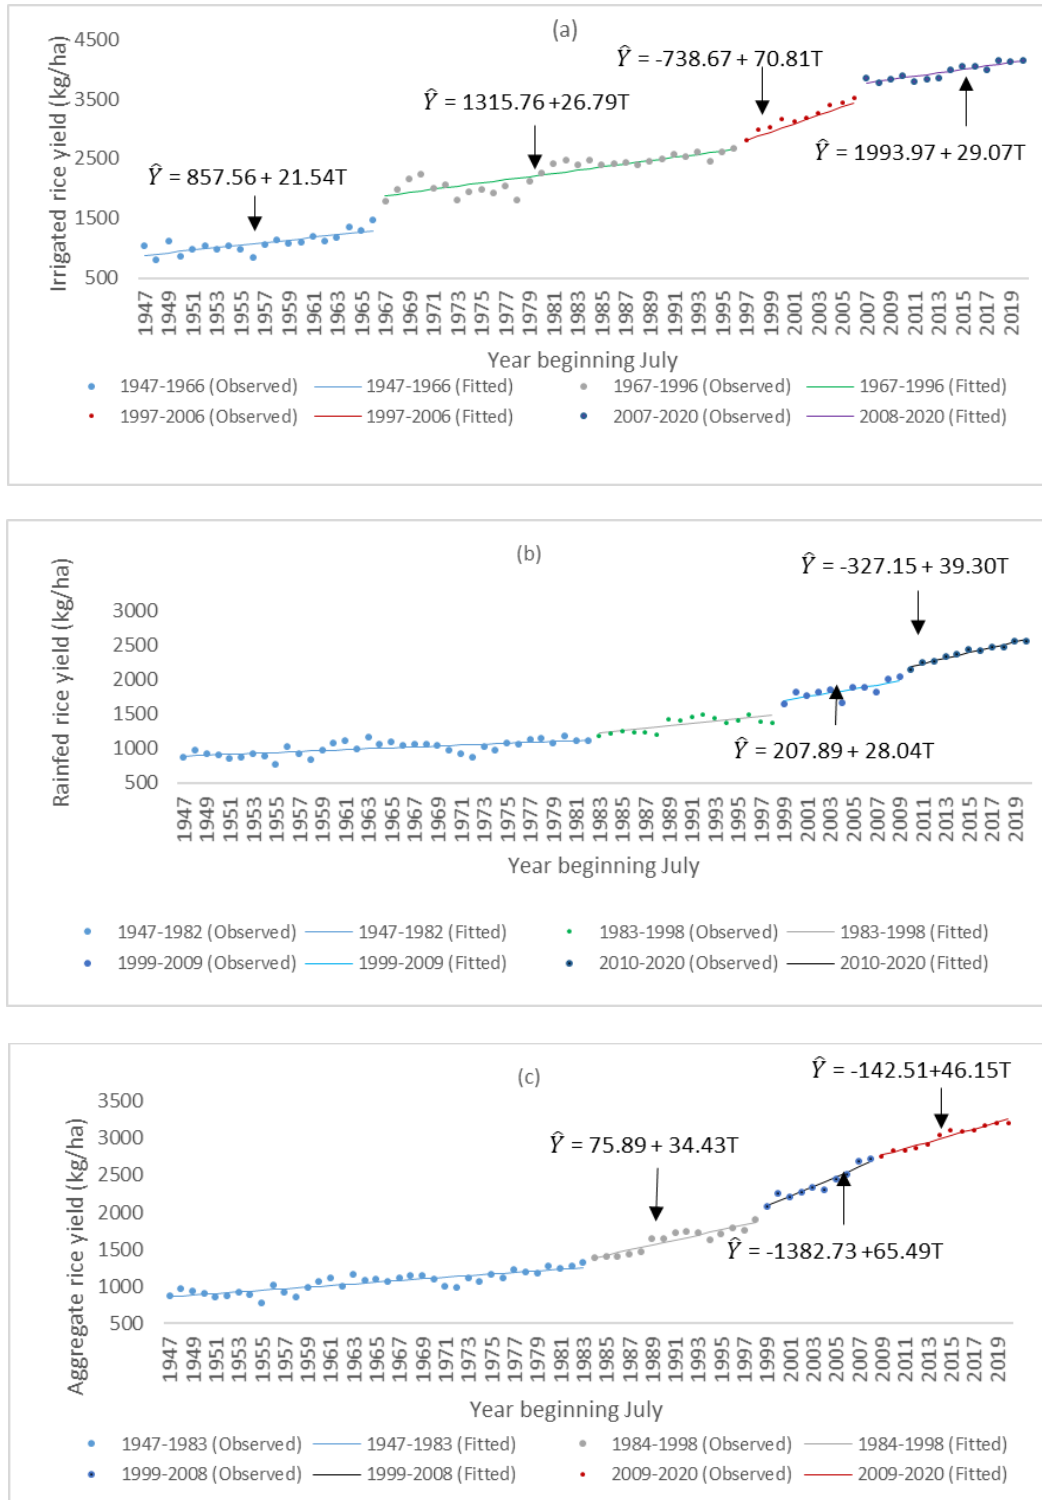 (a)
Irrigated rice yield (kg/ha)
4500
3500
2500
1500
500
Ŷ = 857.56 + 21.54T
Ŷ = 1315.76 +26.79T
Ŷ = -738.67 + 70.81T
Ŷ = 1993.97 + 29.07T
1947 1949 1951 1953 1955 1957 1959 1961 1963 1965 1967 1969 1971 1973 1975 1977 1979 1981 1983 1985 1987 1989 1991 1993 1995 1997 1999 2001 2003 2005 2007 2009 2011 2013 2015 2017 2019
Year beginning July
1947-1966 (Observed) 1947-1966 (Fitted) 1967-1996 (Observed) 1967-1996 (Fitted)
1997-2006 (Observed) 1997-2006 (Fitted) 2007-2020 (Observed) 2008-2020 (Fitted)
(b)
Rainfed rice yield (kg/ha)
3000
2500
2000
1500
1000
500
Ŷ = -327.15 + 39.30T
Ŷ = 207.89 + 28.04T
1947 1949 1951 1953 1955 1957 1959 1961 1963 1965 1967 1969 1971 1973 1975 1977 1979 1981 1983 1985 1987 1989 1991 1993 1995 1997 1999 2001 2003 2005 2007 2009 2011 2013 2015 2017 2019
Year beginning July
1947-1982 (Observed) 1947-1982 (Fitted) 1983-1998 (Observed) 1983-1998 (Fitted)
1999-2009 (Observed) 1999-2009 (Fitted) 2010-2020 (Observed) 2010-2020 (Fitted)
(c)
Aggregate rice yield (kg/ha)
3500
3000
2500
2000
1500
1000
500
Ŷ = -142.51+46.15T
Ŷ = 75.89 + 34.43T
Ŷ = -1382.73 +65.49T
1947 1949 1951 1953 1955 1957 1959 1961 1963 1965 1967 1969 1971 1973 1975 1977 1979 1981 1983 1985 1987 1989 1991 1993 1995 1997 1999 2001 2003 2005 2007 2009 2011 2013 2015 2017 2019
Year beginning July
1947-1983 (Observed) 1947-1983 (Fitted) 1984-1998 (Observed) 1984-1998 (Fitted)
1999-2008 (Observed) 1999-2008 (Fitted) 2009-2020 (Observed) 2009-2020 (Fitted)